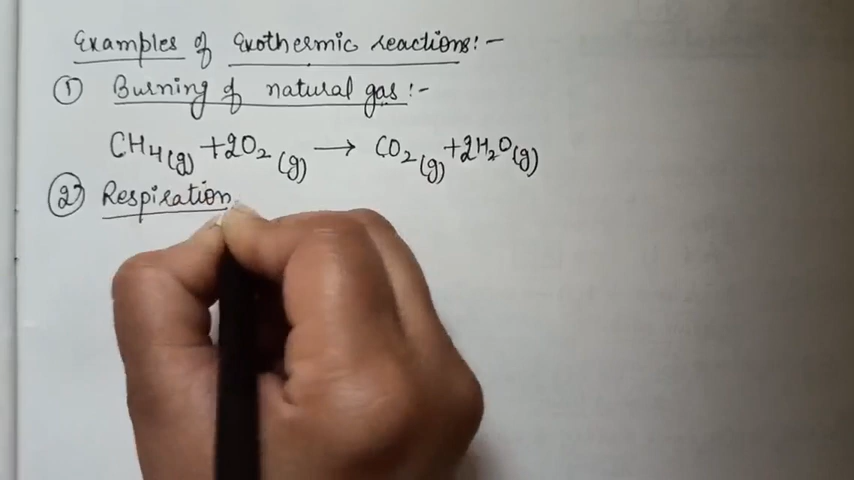 Examples of Exothermic reactions:-
① Burning of natural gas:-
CH4(g) + 2O2(g) → CO2(g) + 2H2O(g)
② Respiration